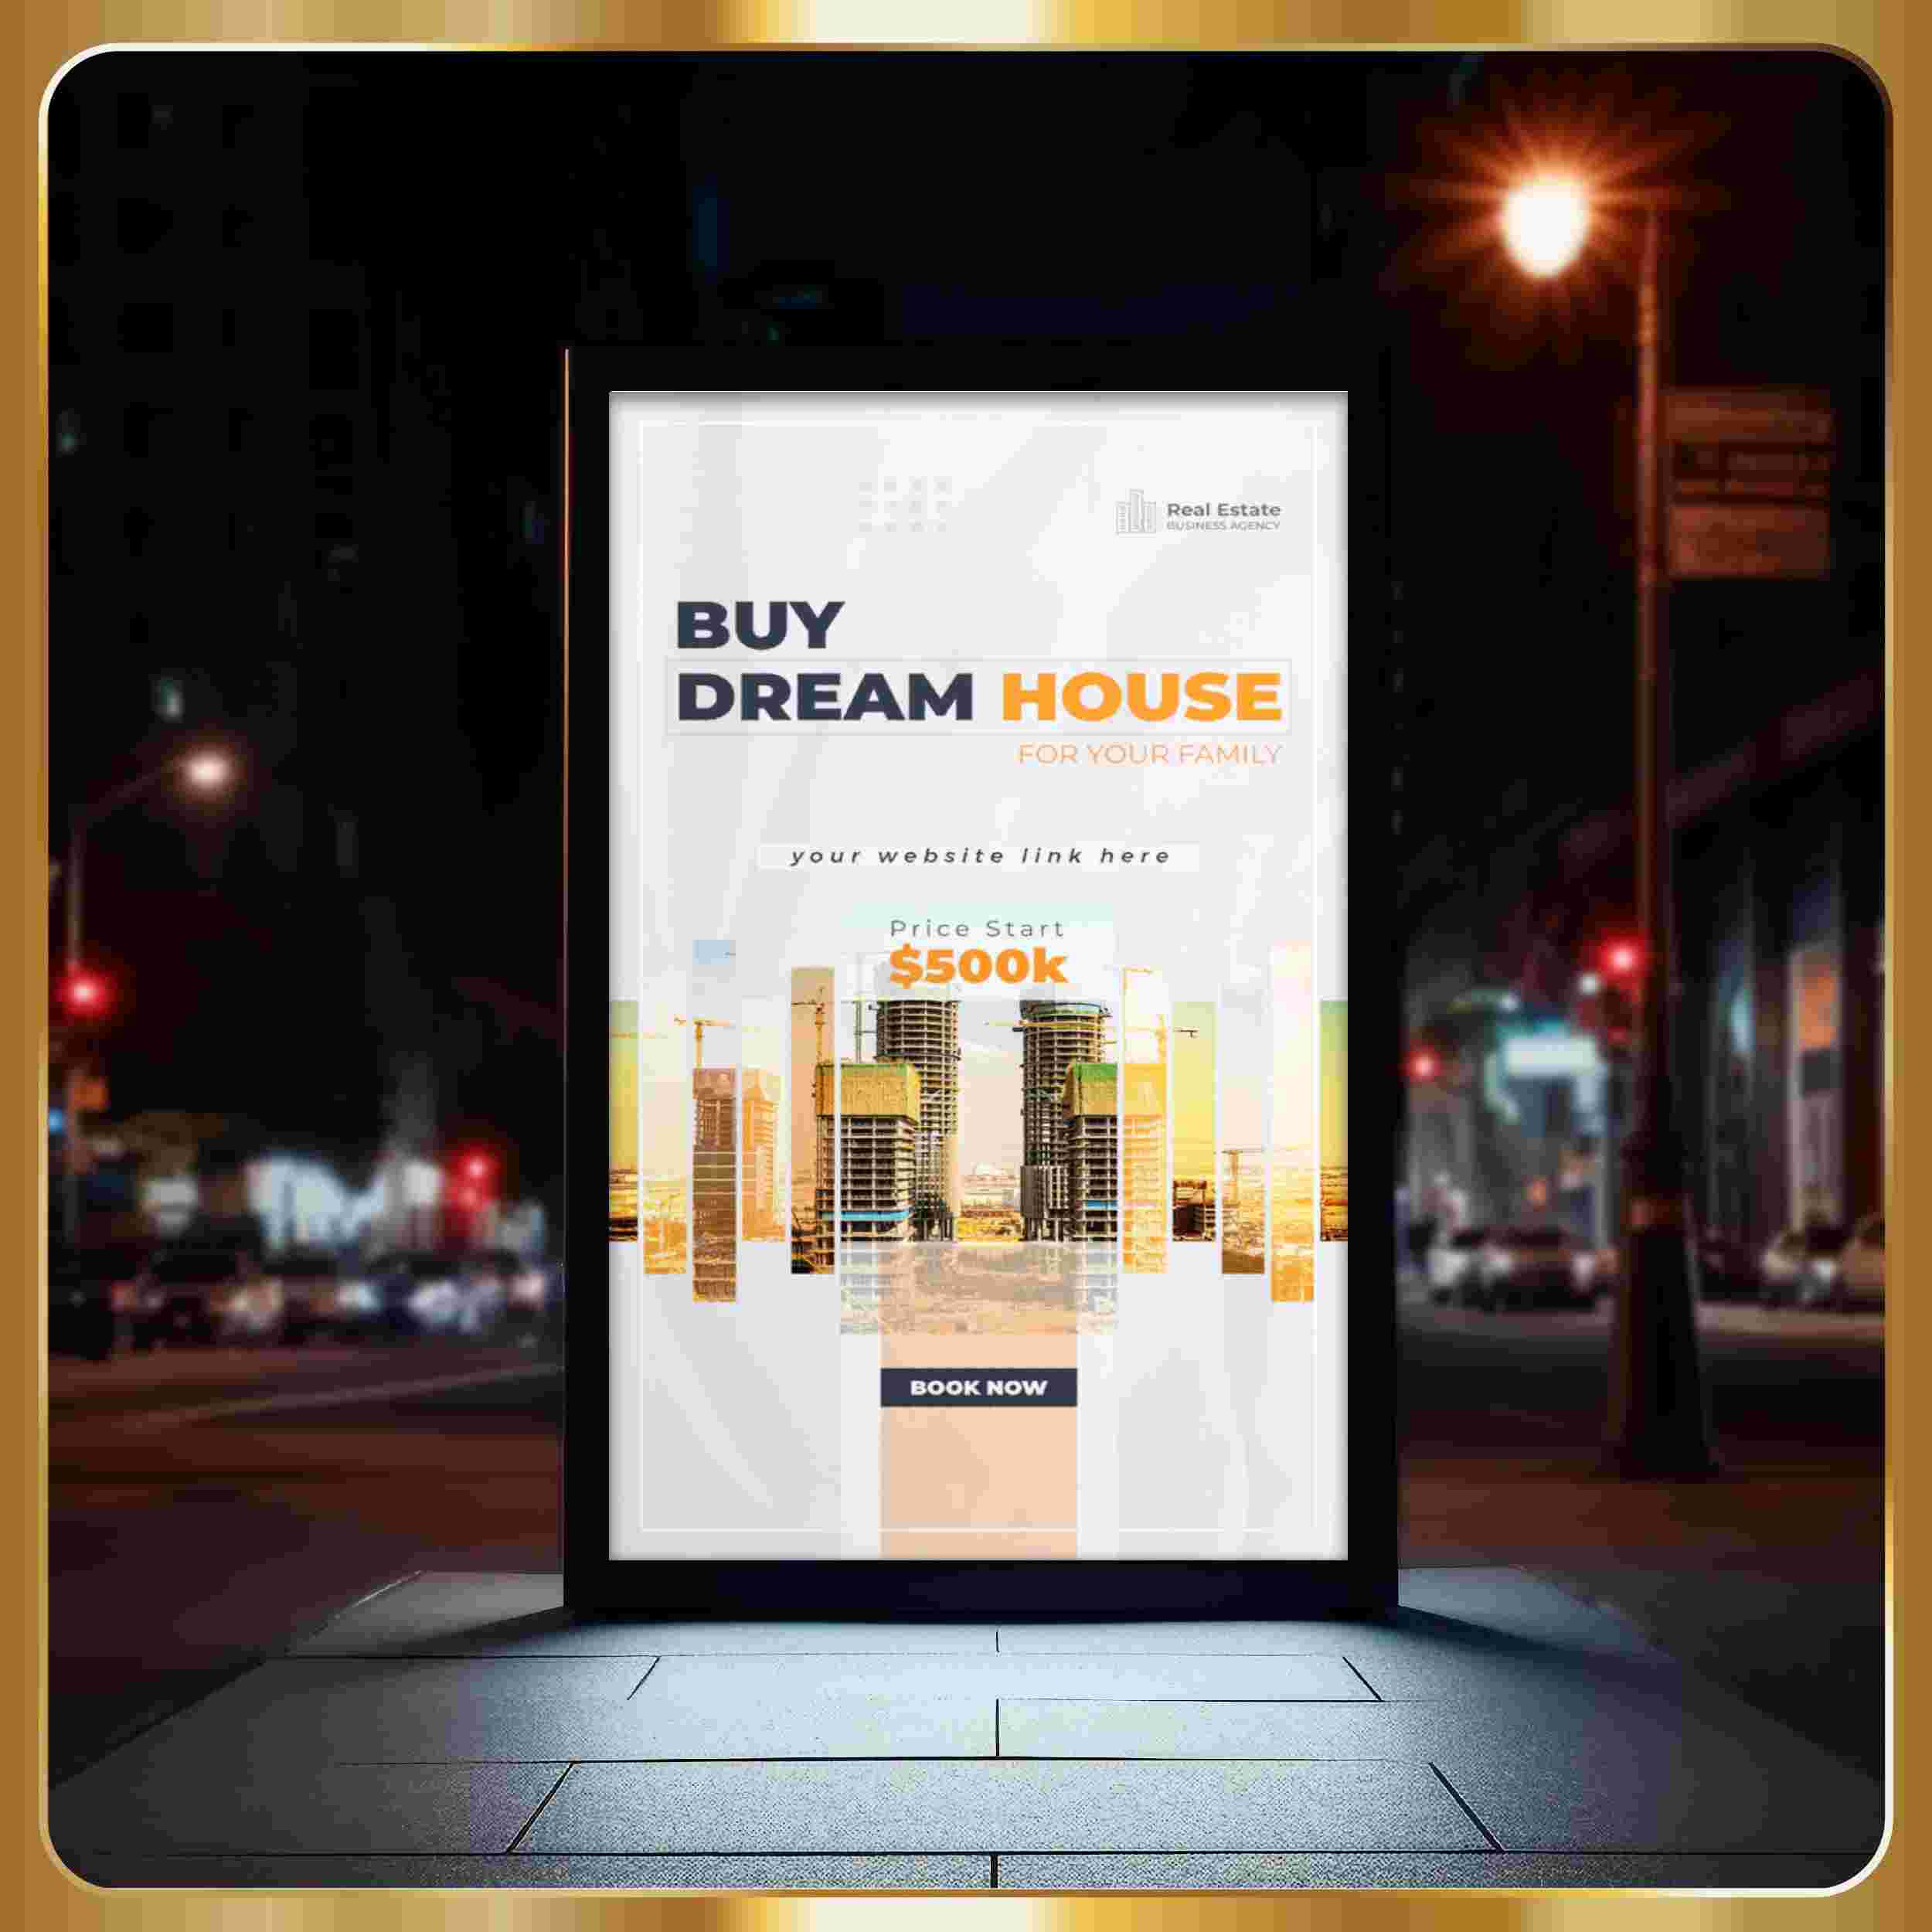 Real Estate
BUSINESS AGENCY
BUY
DREAM HOUSE
FOR YOUR FAMILY
your website link here
Price Start
$500k
BOOK NOW